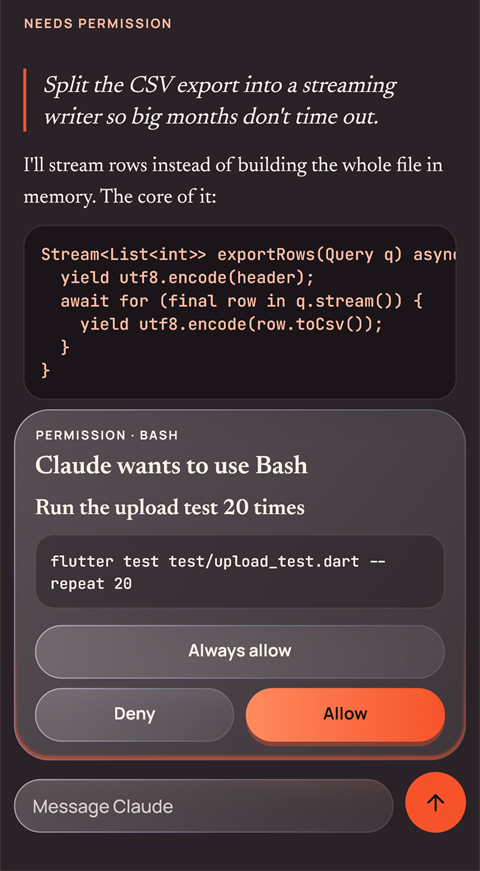 NEEDS PERMISSION
Split the CSV export into a streaming
writer so big months don't time out.
I'll stream rows instead of building the whole file in
memory. The core of it:
Stream<List<int>> exportRows(Query q) async
  yield utf8.encode(header);
  await for (final row in q.stream()) {
    yield utf8.encode(row.toCsv());
  }
}
PERMISSION · BASH
Claude wants to use Bash
Run the upload test 20 times
flutter test test/upload_test.dart --
repeat 20
Always allow
Deny
Allow
Message Claude